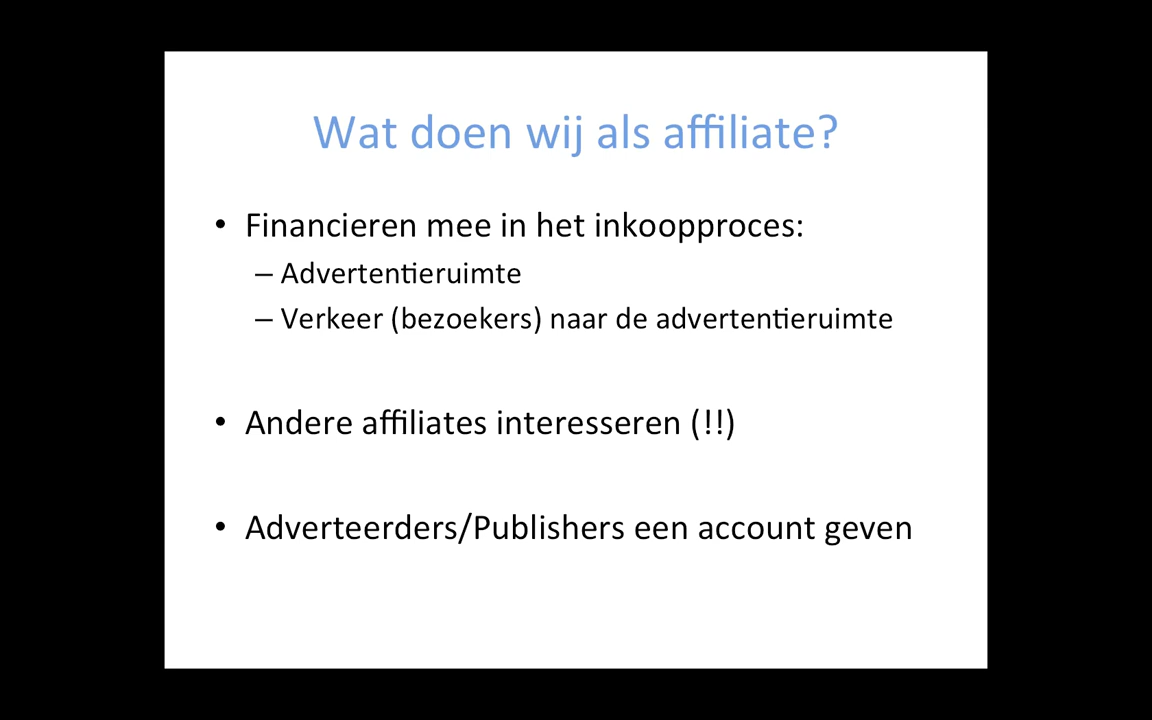 Wat doen wij als affiliate?
• Financieren mee in het inkoopproces:
– Advertentieruimte
– Verkeer (bezoekers) naar de advertentieruimte
• Andere affiliates interesseren (!!)
• Adverteerders/Publishers een account geven